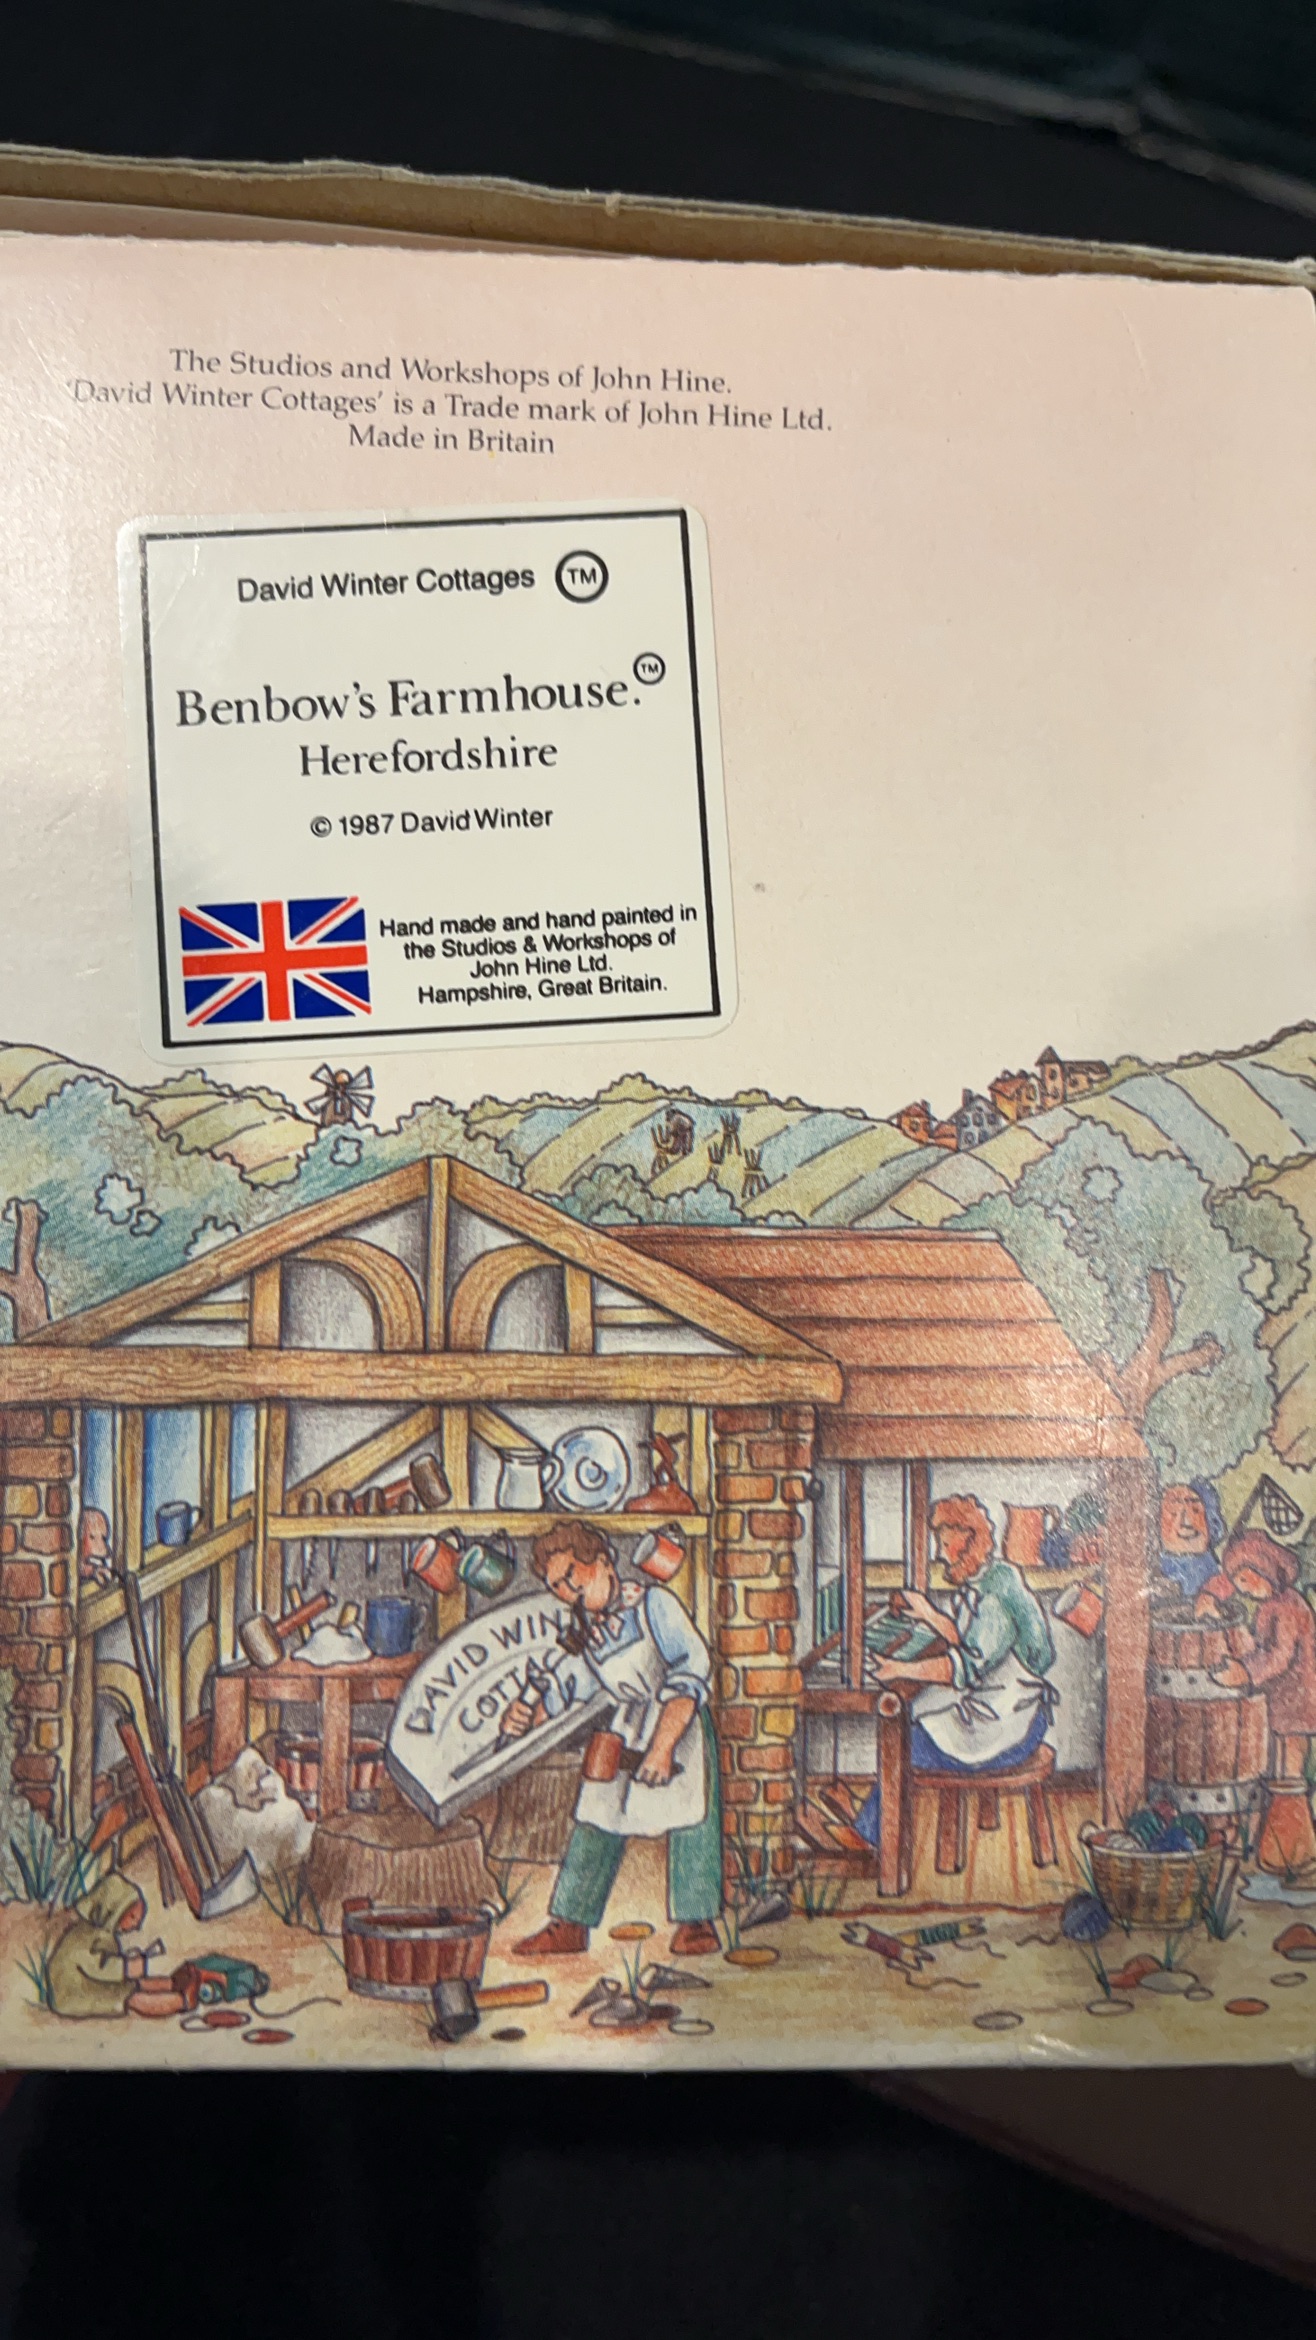 The Studios and Workshops of John Hine.
'David Winter Cottages' is a Trade mark of John Hine Ltd.
Made in Britain
David Winter Cottages TM
Benbow's Farmhouse.TM
Herefordshire
© 1987 David Winter
Hand made and hand painted in
the Studios & Workshops of
John Hine Ltd.
Hampshire, Great Britain.
DAVID WIN
COTTA